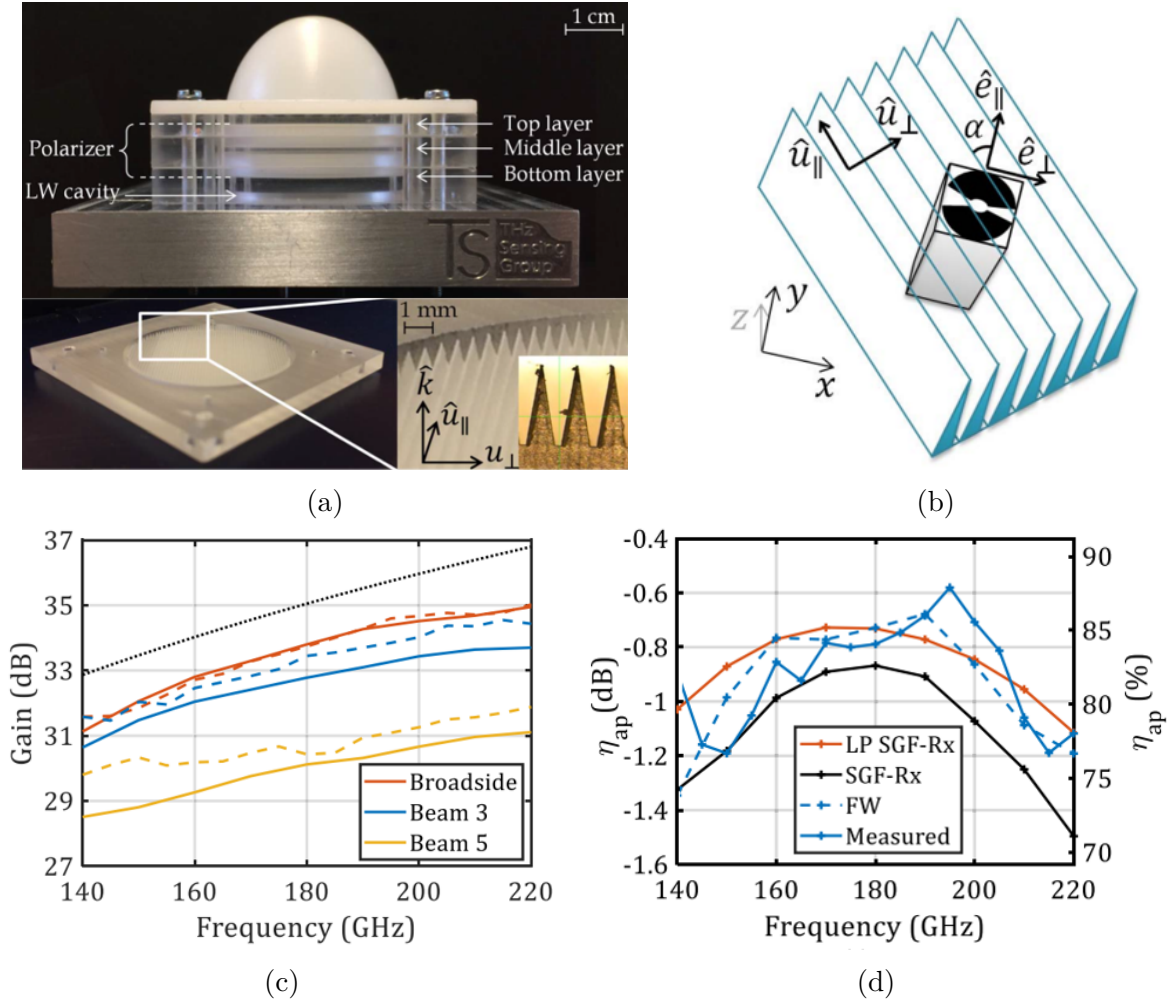 1 cm
Top layer
Polarizer
Middle layer
Bottom layer
LW cavity
TS THz
Sensing
Group
1 mm
k̂
û∥
u⊥
(a)
û∥
û⊥
α
ê∥
ê⊥
z
y
x
(b)
37
35
33
31
29
27
Gain (dB)
Broadside
Beam 3
Beam 5
140 160 180 200 220
Frequency (GHz)
(c)
-0.4
-0.6
-0.8
-1
-1.2
-1.4
-1.6
ηap(dB)
LP SGF-Rx
SGF-Rx
FW
Measured
90
85
80
75
70
ηap (%)
140 160 180 200 220
Frequency (GHz)
(d)